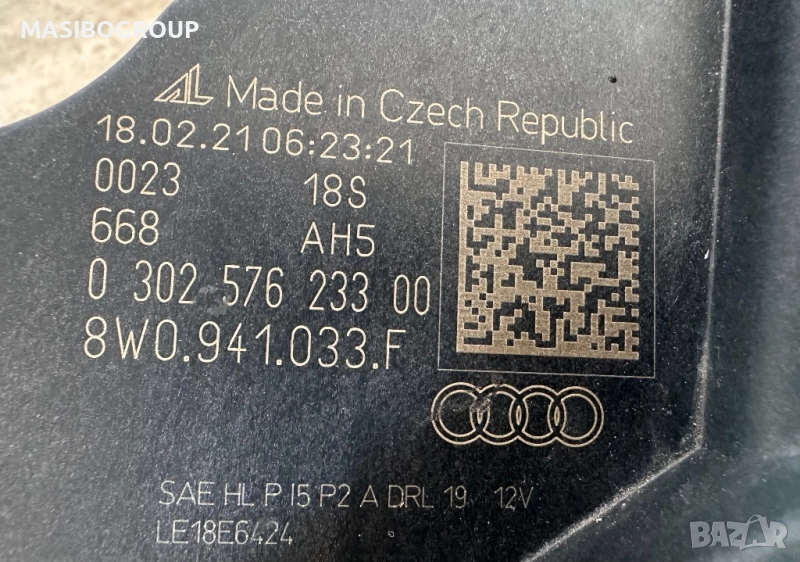 MASIBOGROUP
AL Made in Czech Republic
18.02.21 06:23:21
0023 18S
668 AH5
0 302 576 233 00
8W0.941.033.F
SAE HL P I5 P2 A DRL 19 12V
LE18E6424
BAZAR